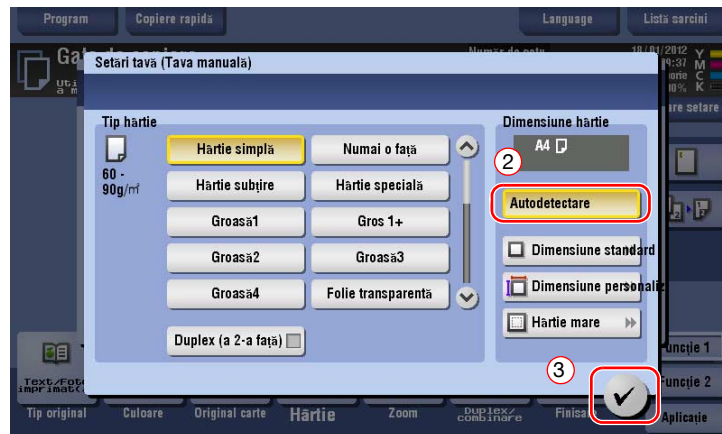 Program
Copiere rapidă
Language
Listă sarcini
18/01/2012
Y
M
C
K
Setări tavă (Tava manuală)
Tip hârtie
Dimensiune hârtie
60 -
90g/㎡
Hârtie simplă
Numai o față
A4
2
Hârtie subțire
Hârtie specială
Autodetectare
Groasă1
Gros 1+
Groasă2
Groasă3
Dimensiune standard
Groasă4
Folie transparentă
Dimensiune personaliz
Hârtie mare
Duplex (a 2-a față)
3
Funcție 1
Text/Foto
Funcție 2
Tip original
Culoare
Original carte
Hârtie
Zoom
Duplex/
combinare
Aplicație